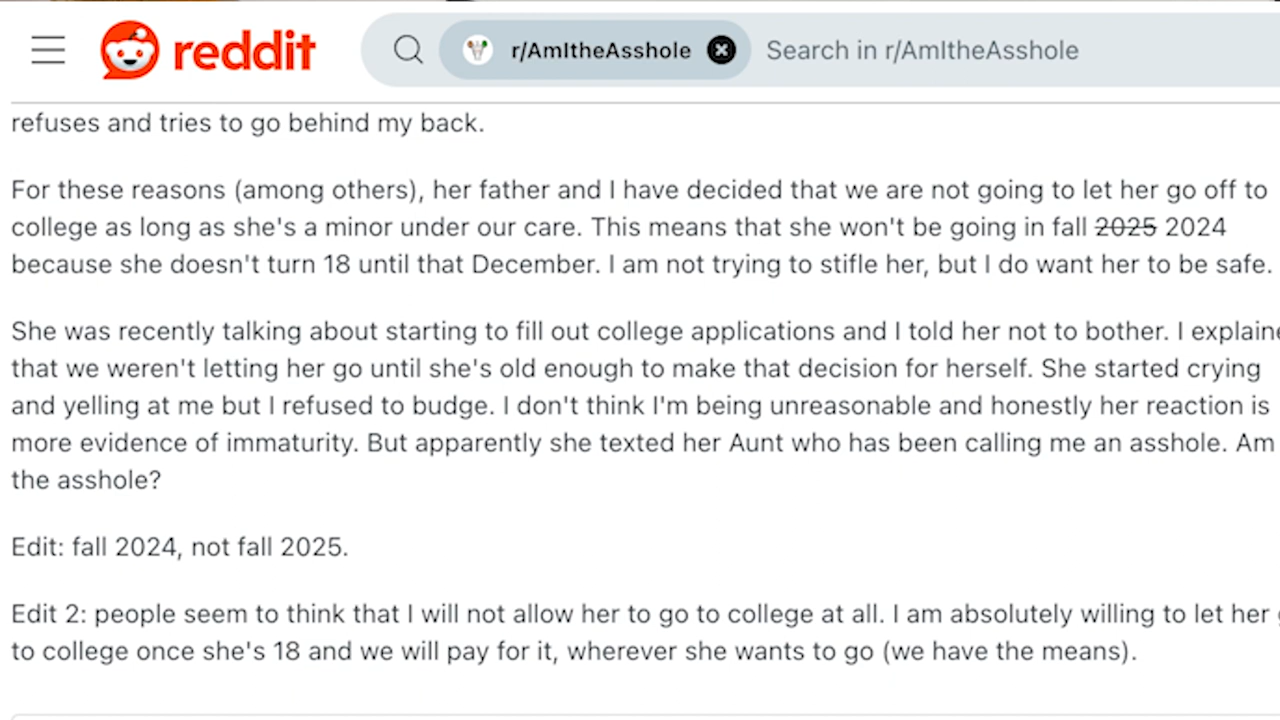 reddit
r/AmItheAsshole
Search in r/AmItheAsshole
refuses and tries to go behind my back.
For these reasons (among others), her father and I have decided that we are not going to let her go off to
college as long as she's a minor under our care. This means that she won't be going in fall 2025 2024
because she doesn't turn 18 until that December. I am not trying to stifle her, but I do want her to be safe.
She was recently talking about starting to fill out college applications and I told her not to bother. I explaine
that we weren't letting her go until she's old enough to make that decision for herself. She started crying
and yelling at me but I refused to budge. I don't think I'm being unreasonable and honestly her reaction is
more evidence of immaturity. But apparently she texted her Aunt who has been calling me an asshole. Am
the asshole?
Edit: fall 2024, not fall 2025.
Edit 2: people seem to think that I will not allow her to go to college at all. I am absolutely willing to let her
to college once she's 18 and we will pay for it, wherever she wants to go (we have the means).